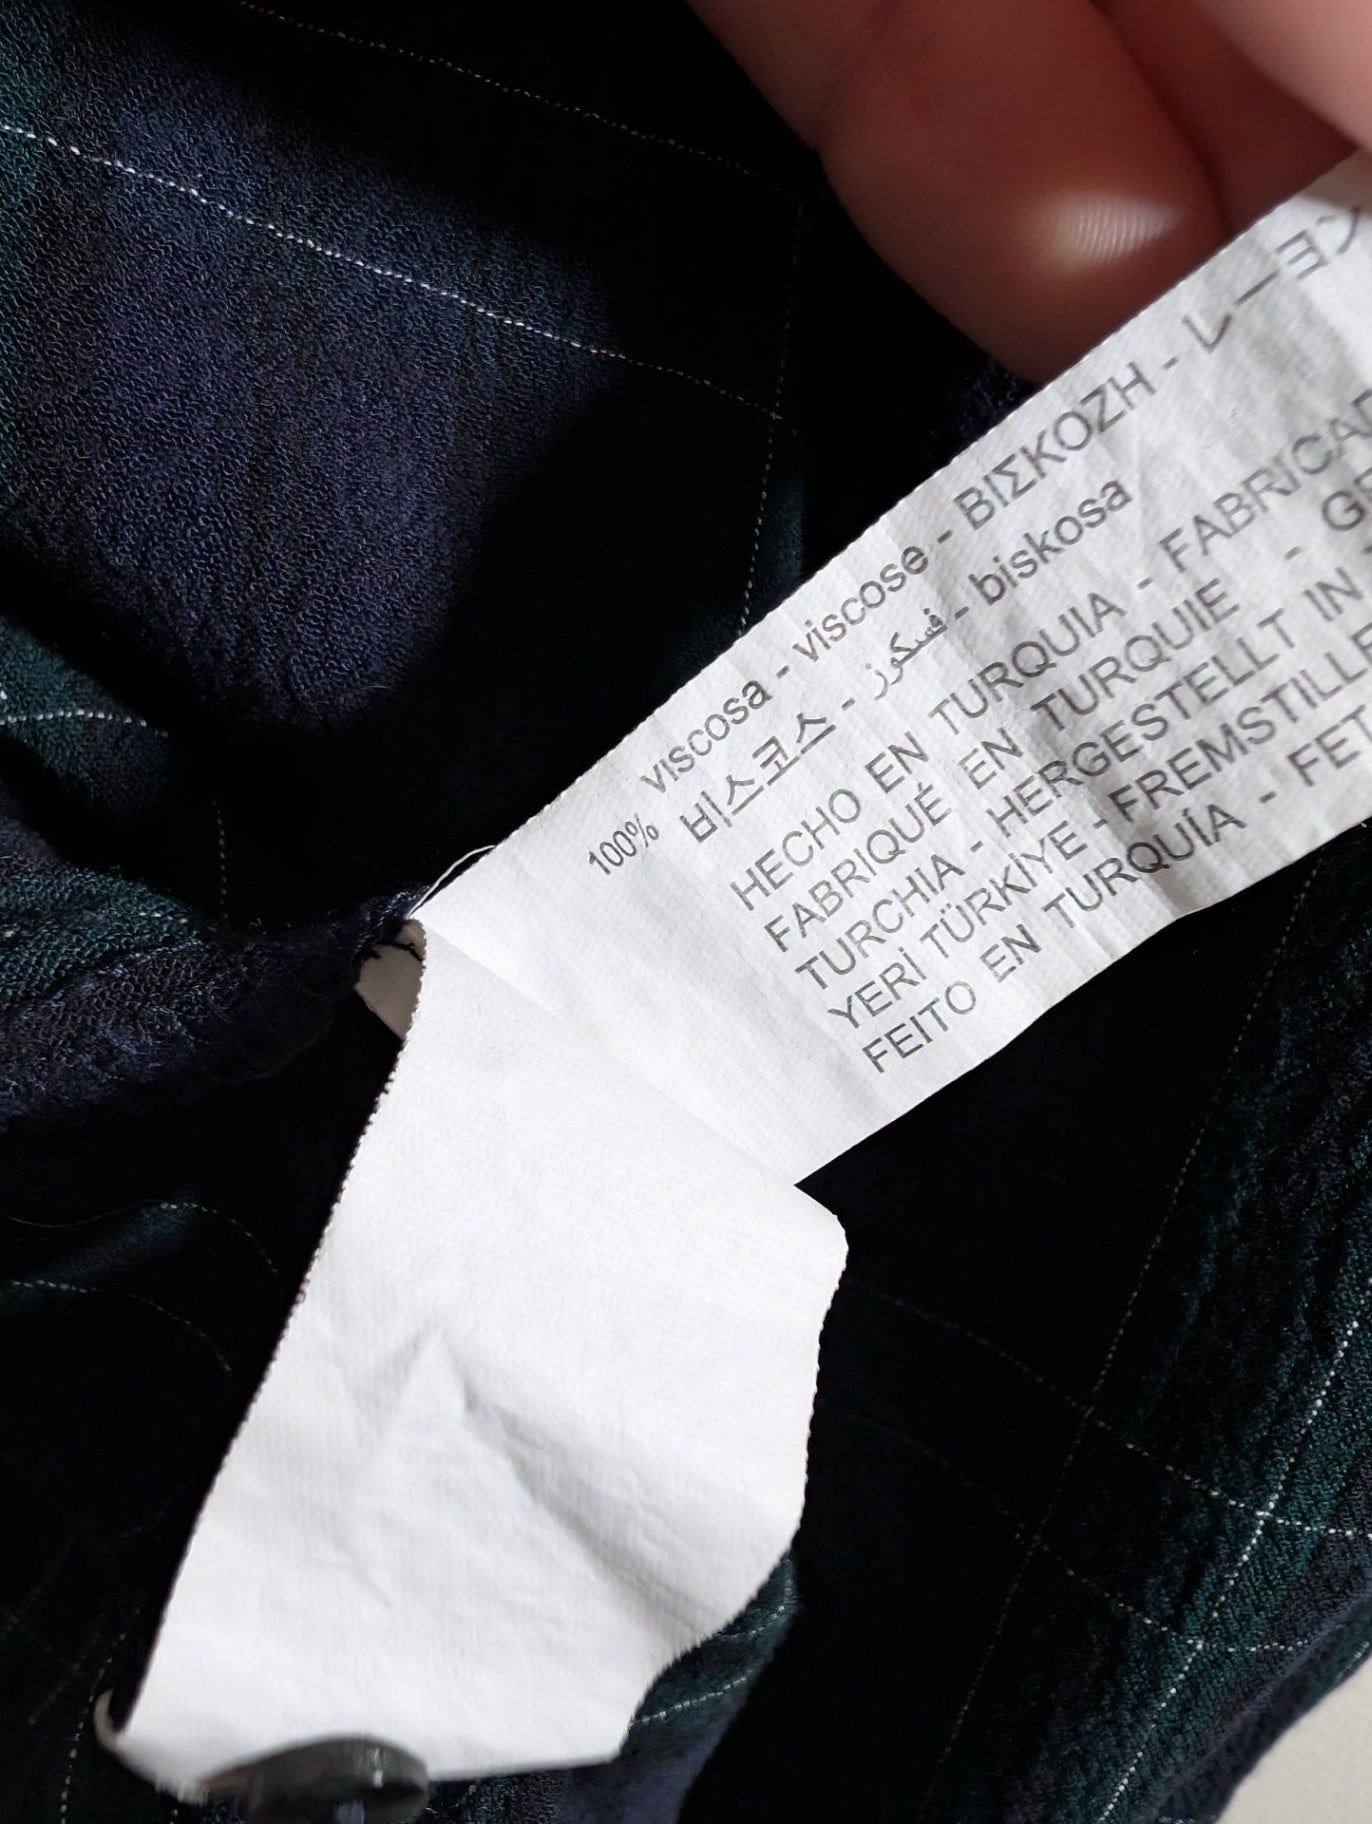 100% viscosa - viscose - ΒΙΣΚΟΖΗ - レーヨン
비스코스 - فسكوز - biskosa
HECHO EN TURQUIA - FABRICAD
FABRIQUÉ EN TURQUIE -
TURCHIA - HERGESTELLT IN
YERİ TÜRKİYE - FREMSTILLE
FEITO EN TURQUÍA - FET